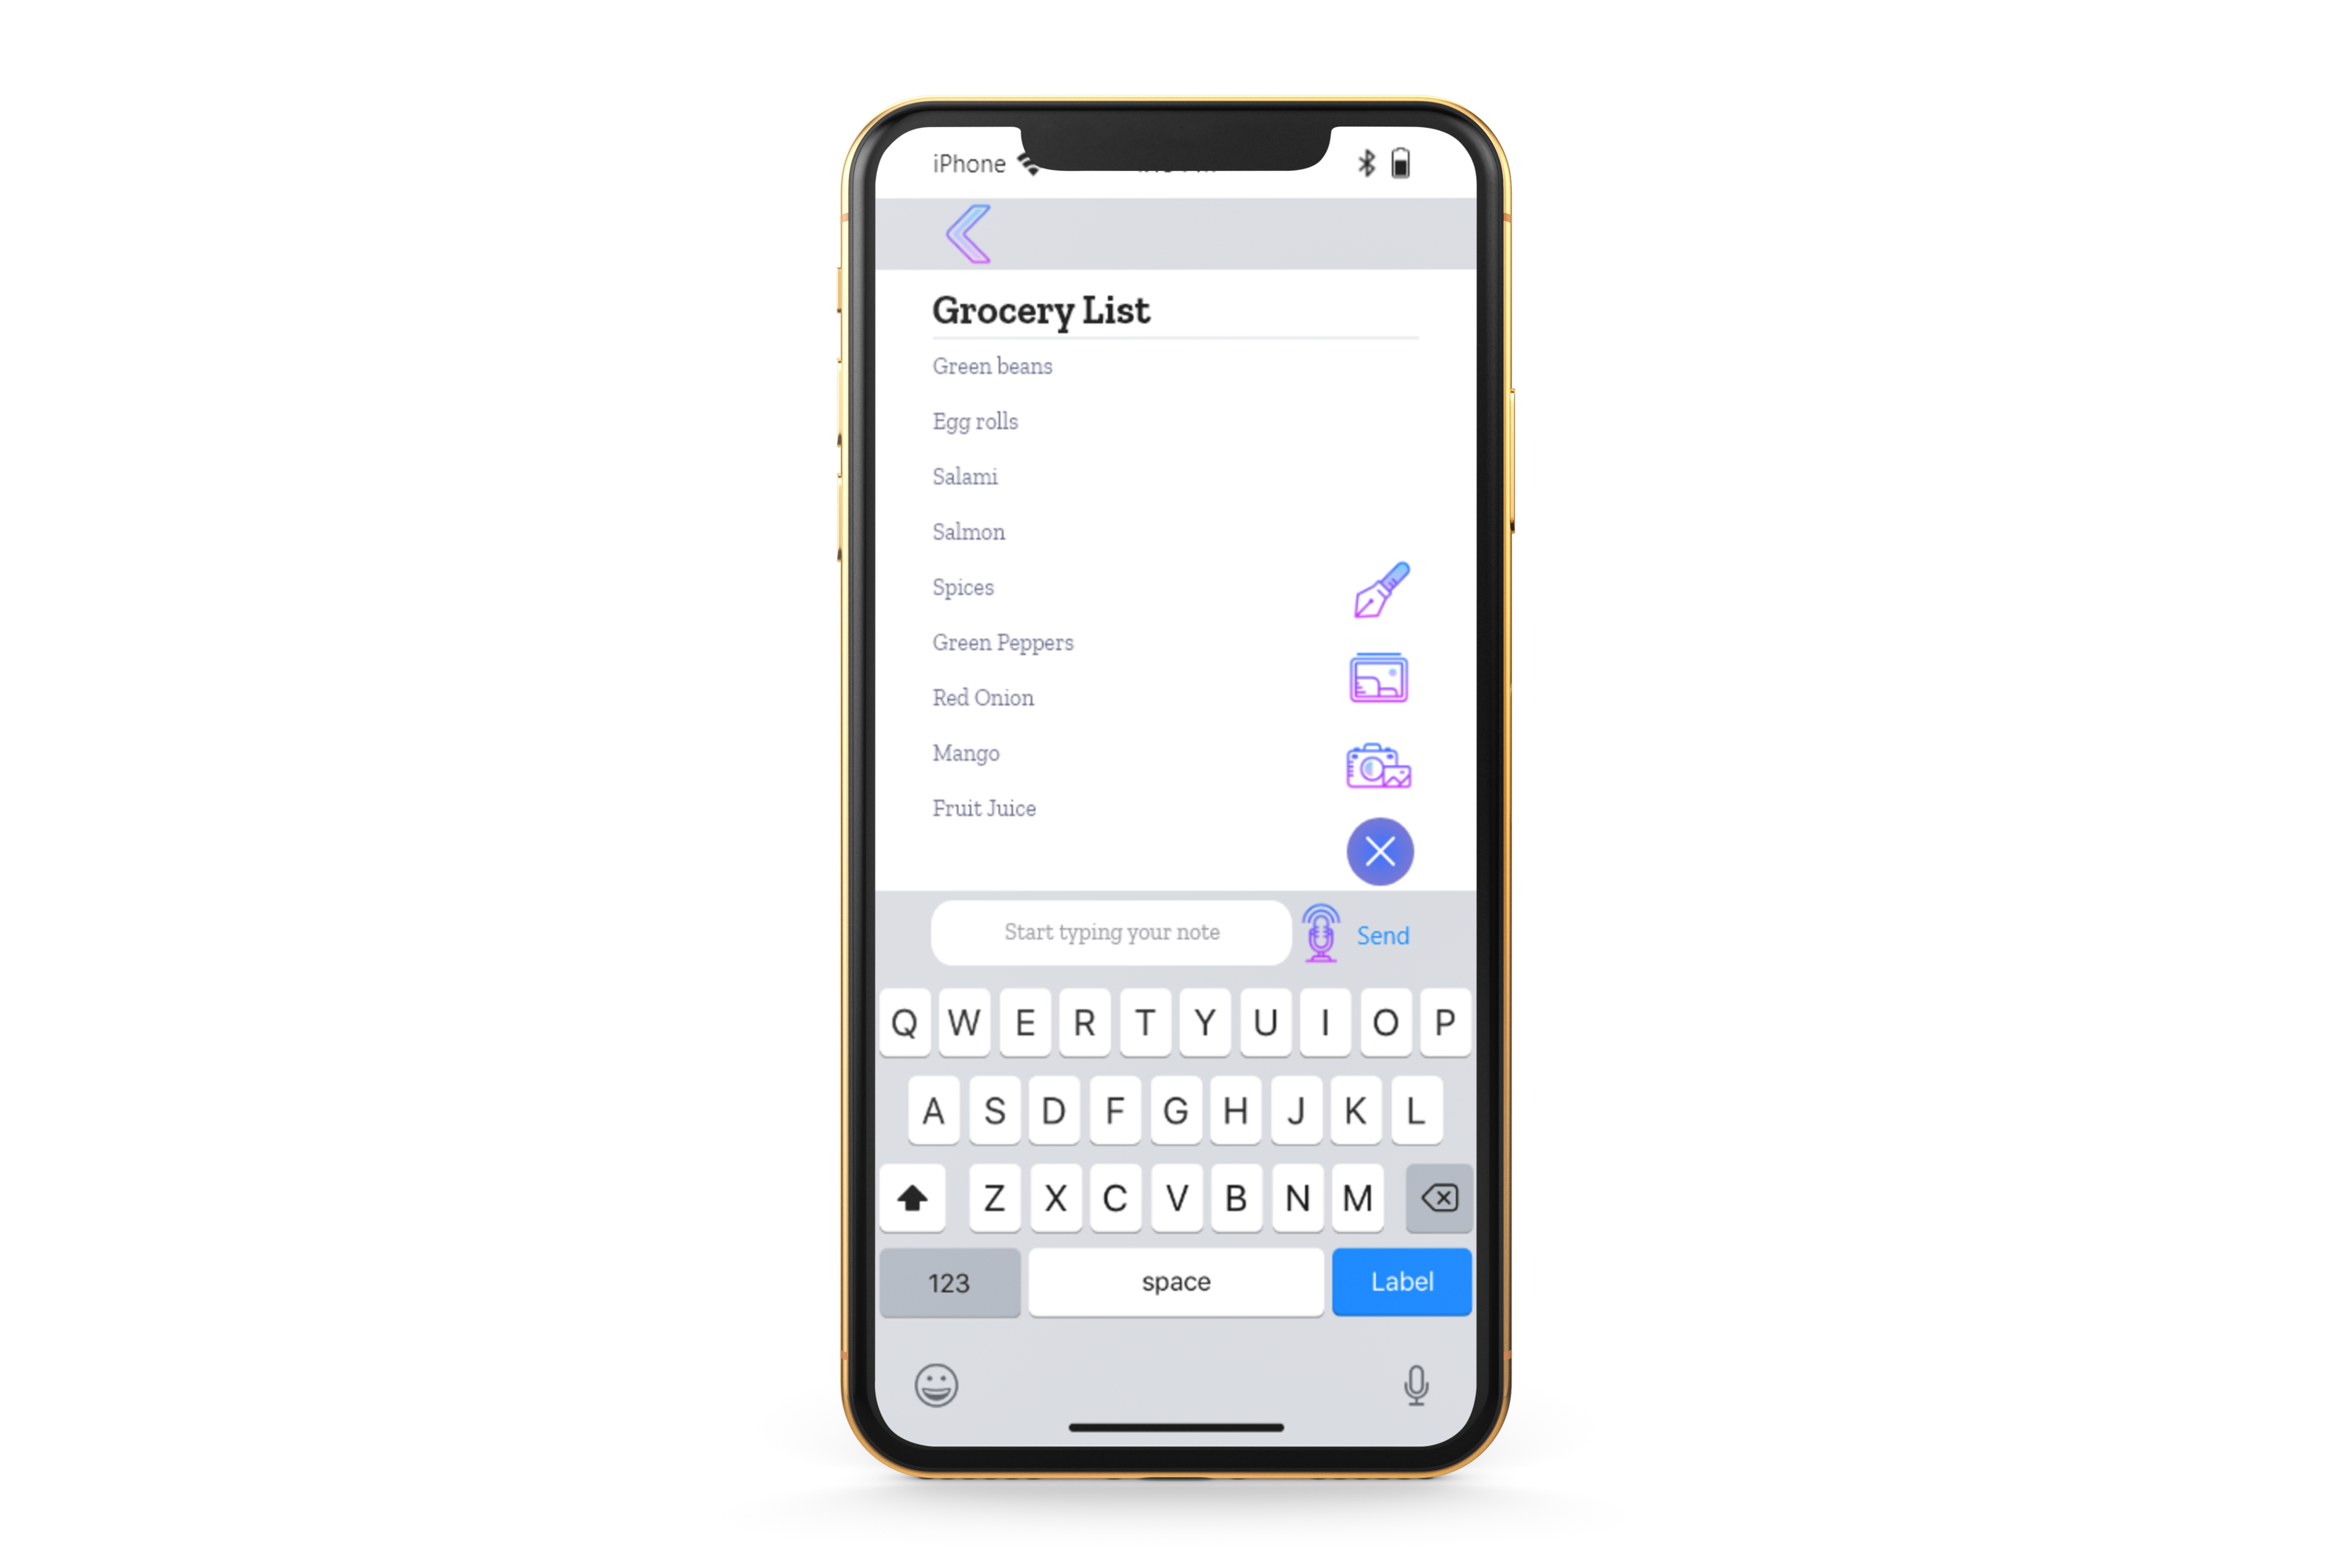 iPhone
Grocery List
Green beans
Egg rolls
Salami
Salmon
Spices
Green Peppers
Red Onion
Mango
Fruit Juice
Start typing your note
Send
Q W E R T Y U I O P
A S D F G H J K L
Z X C V B N M
123 space Label